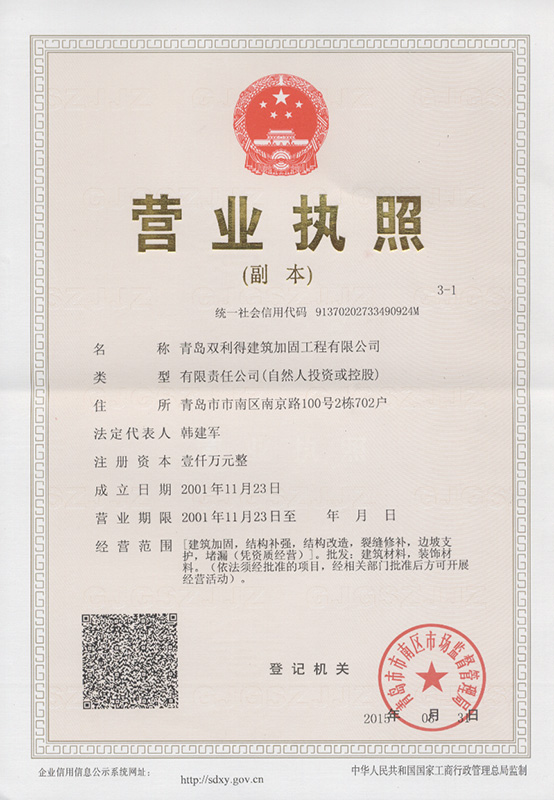 营业执照
(副 本)
3-1
统一社会信用代码 91370202733490924M
名 称 青岛双利得建筑加固工程有限公司
类 型 有限责任公司(自然人投资或控股)
住 所 青岛市市南区南京路100号2栋702户
法定代表人 韩建军
注册资本 壹仟万元整
成立日期 2001年11月23日
营业期限 2001年11月23日至 年 月 日
经营范围 [建筑加固，结构补强，结构改造，裂缝修补，边坡支
护，堵漏（凭资质经营）]。批发：建筑材料，装饰材
料。（依法须经批准的项目，经相关部门批准后方可开展
经营活动）。
登记机关
青岛市市南区市场监督管理局
2015年 08月 31日
企业信用信息公示系统网址：
http://sdxy.gov.cn
中华人民共和国国家工商行政管理总局监制